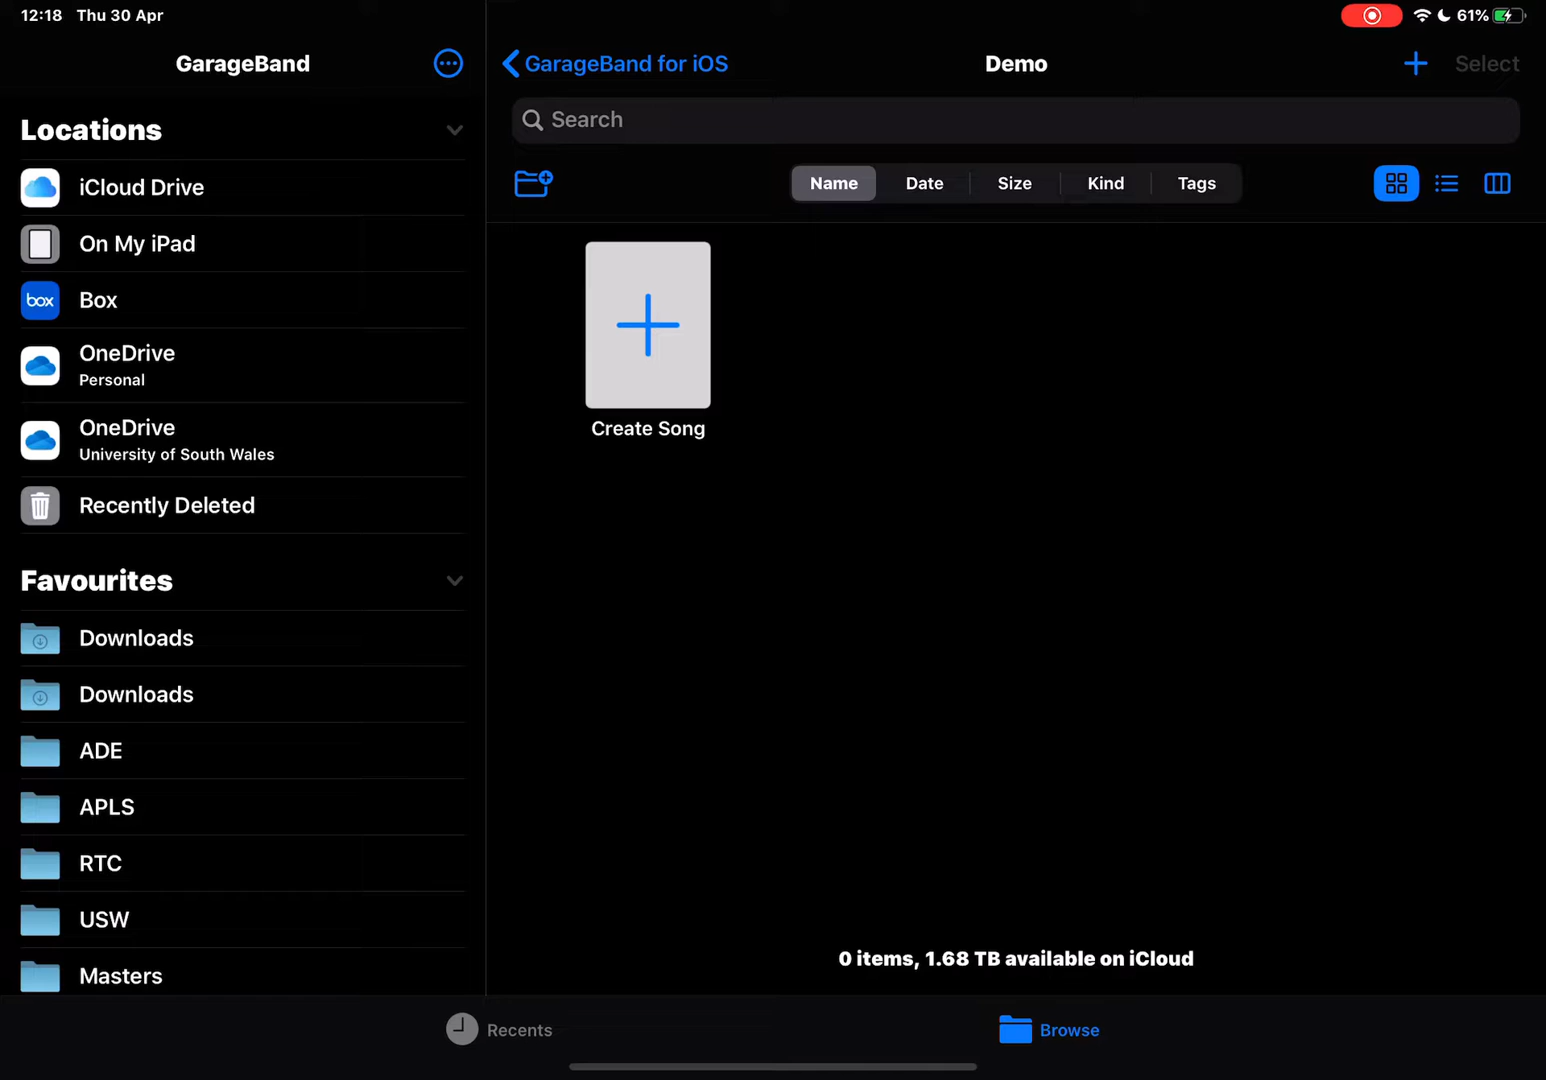 12:18 Thu 30 Apr
61%
GarageBand
GarageBand for iOS
Demo
Select
Search
Locations
iCloud Drive
On My iPad
box
Box
OneDrive
Personal
OneDrive
University of South Wales
Recently Deleted
Favourites
Downloads
Downloads
ADE
APLS
RTC
USW
Masters
Name Date Size Kind Tags
Create Song
0 items, 1.68 TB available on iCloud
Recents
Browse